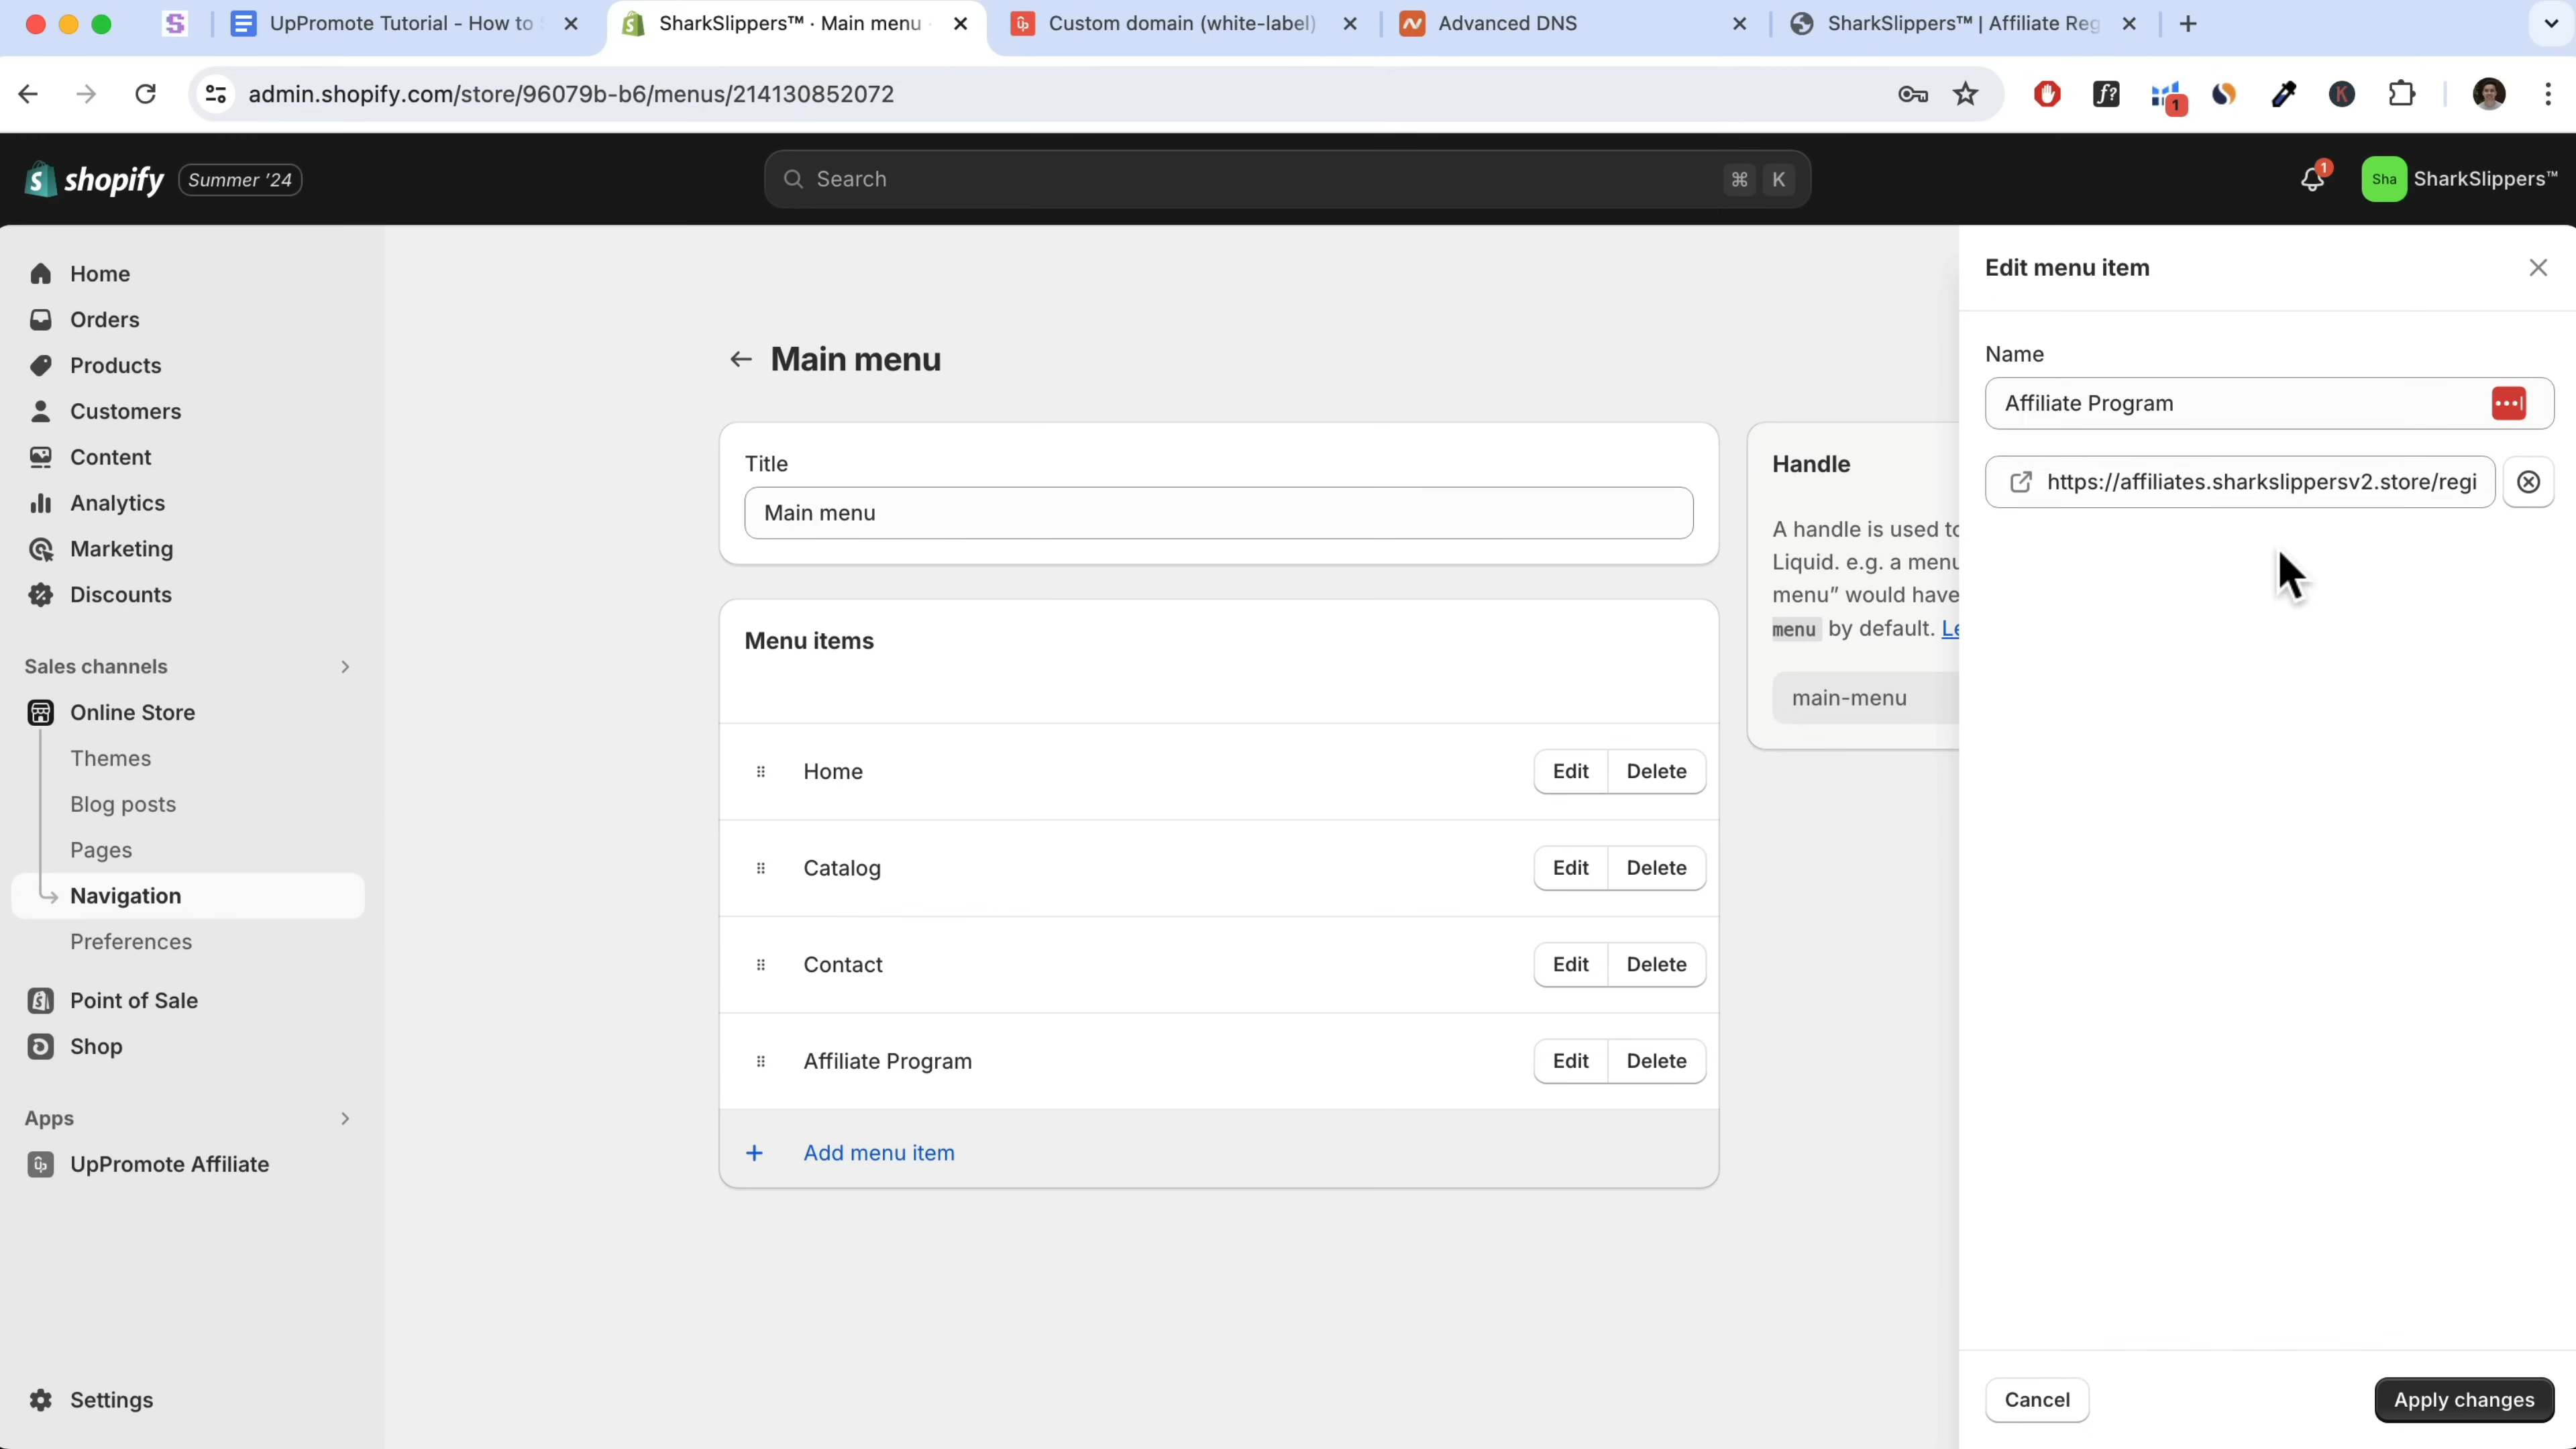 UpPromote Tutorial - How to
SharkSlippers™ · Main menu
Custom domain (white-label)
Advanced DNS
SharkSlippers™ | Affiliate Reg
admin.shopify.com/store/96079b-b6/menus/214130852072
f?
1
K
shopify
Summer ’24
Search
⌘
K
1
Sha
SharkSlippers™
Home
Orders
Products
Customers
Content
Analytics
Marketing
Discounts
Sales channels
Online Store
Themes
Blog posts
Pages
Navigation
Preferences
Point of Sale
Shop
Apps
UpPromote Affiliate
Settings
Main menu
Title
Main menu
Menu items
Home
Edit
Delete
Catalog
Edit
Delete
Contact
Edit
Delete
Affiliate Program
Edit
Delete
+ Add menu item
Handle
A handle is used to
Liquid. e.g. a menu
menu” would have
menu by default. Le
main-menu
Edit menu item
Name
Affiliate Program
https://affiliates.sharkslippersv2.store/regi
Cancel
Apply changes